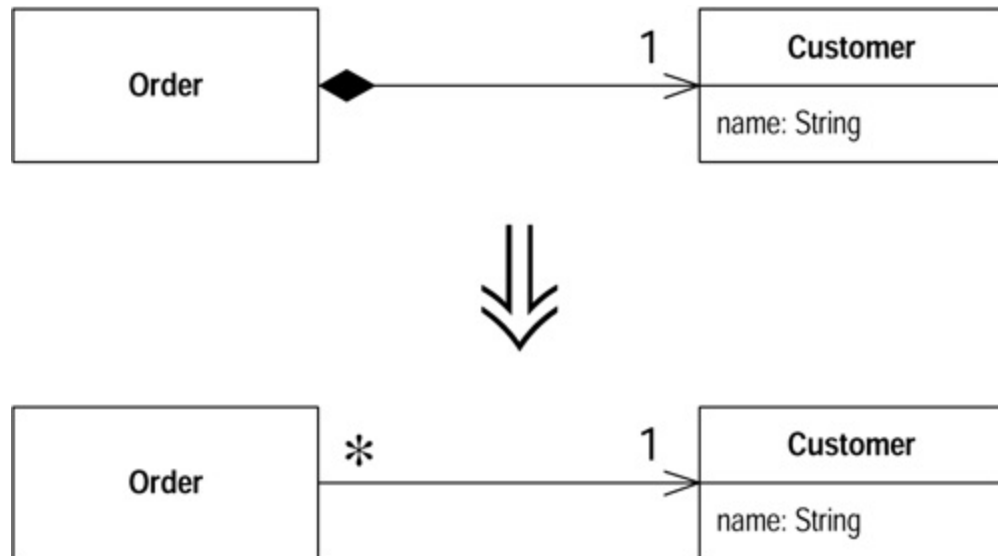 Order
1
Customer
name: String
Order
*
1
Customer
name: String